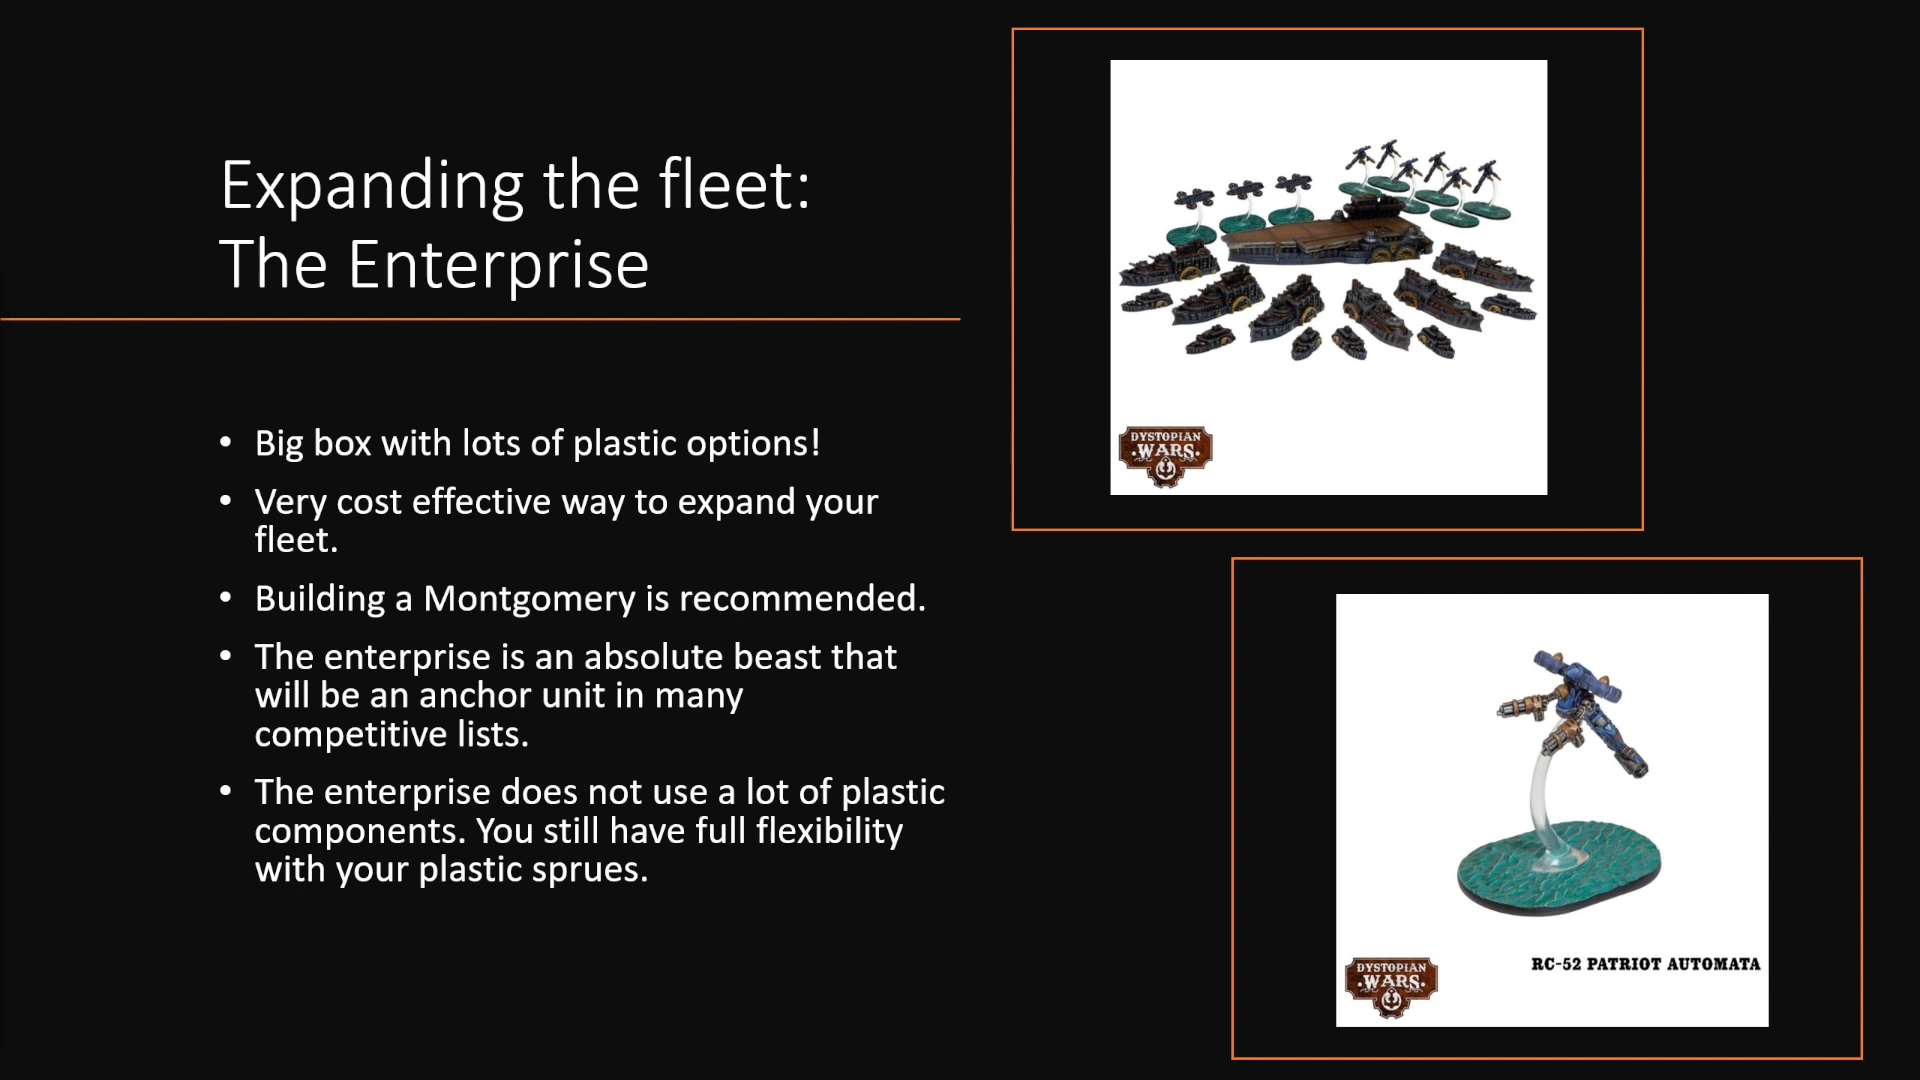 Expanding the fleet:
The Enterprise
• Big box with lots of plastic options!
• Very cost effective way to expand your
fleet.
• Building a Montgomery is recommended.
• The enterprise is an absolute beast that
will be an anchor unit in many
competitive lists.
• The enterprise does not use a lot of plastic
components. You still have full flexibility
with your plastic sprues.
DYSTOPIAN
·WARS·
RC-52 PATRIOT AUTOMATA
DYSTOPIAN
·WARS·